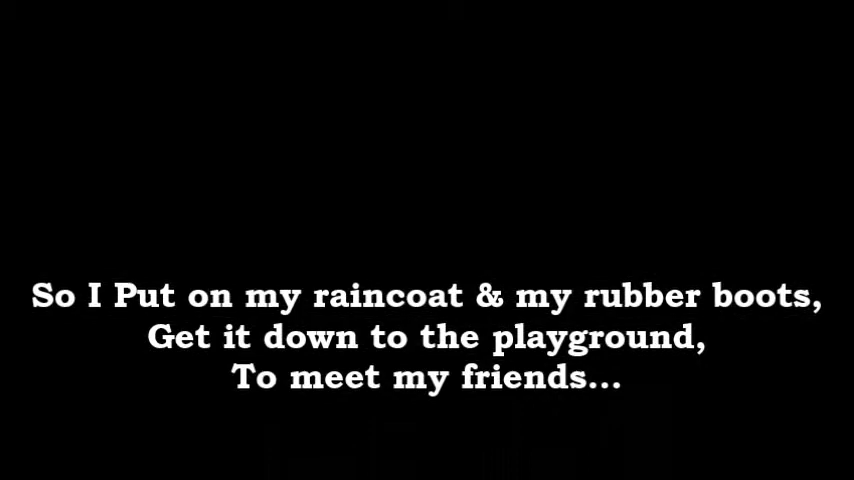 So I Put on my raincoat & my rubber boots,
Get it down to the playground,
To meet my friends...